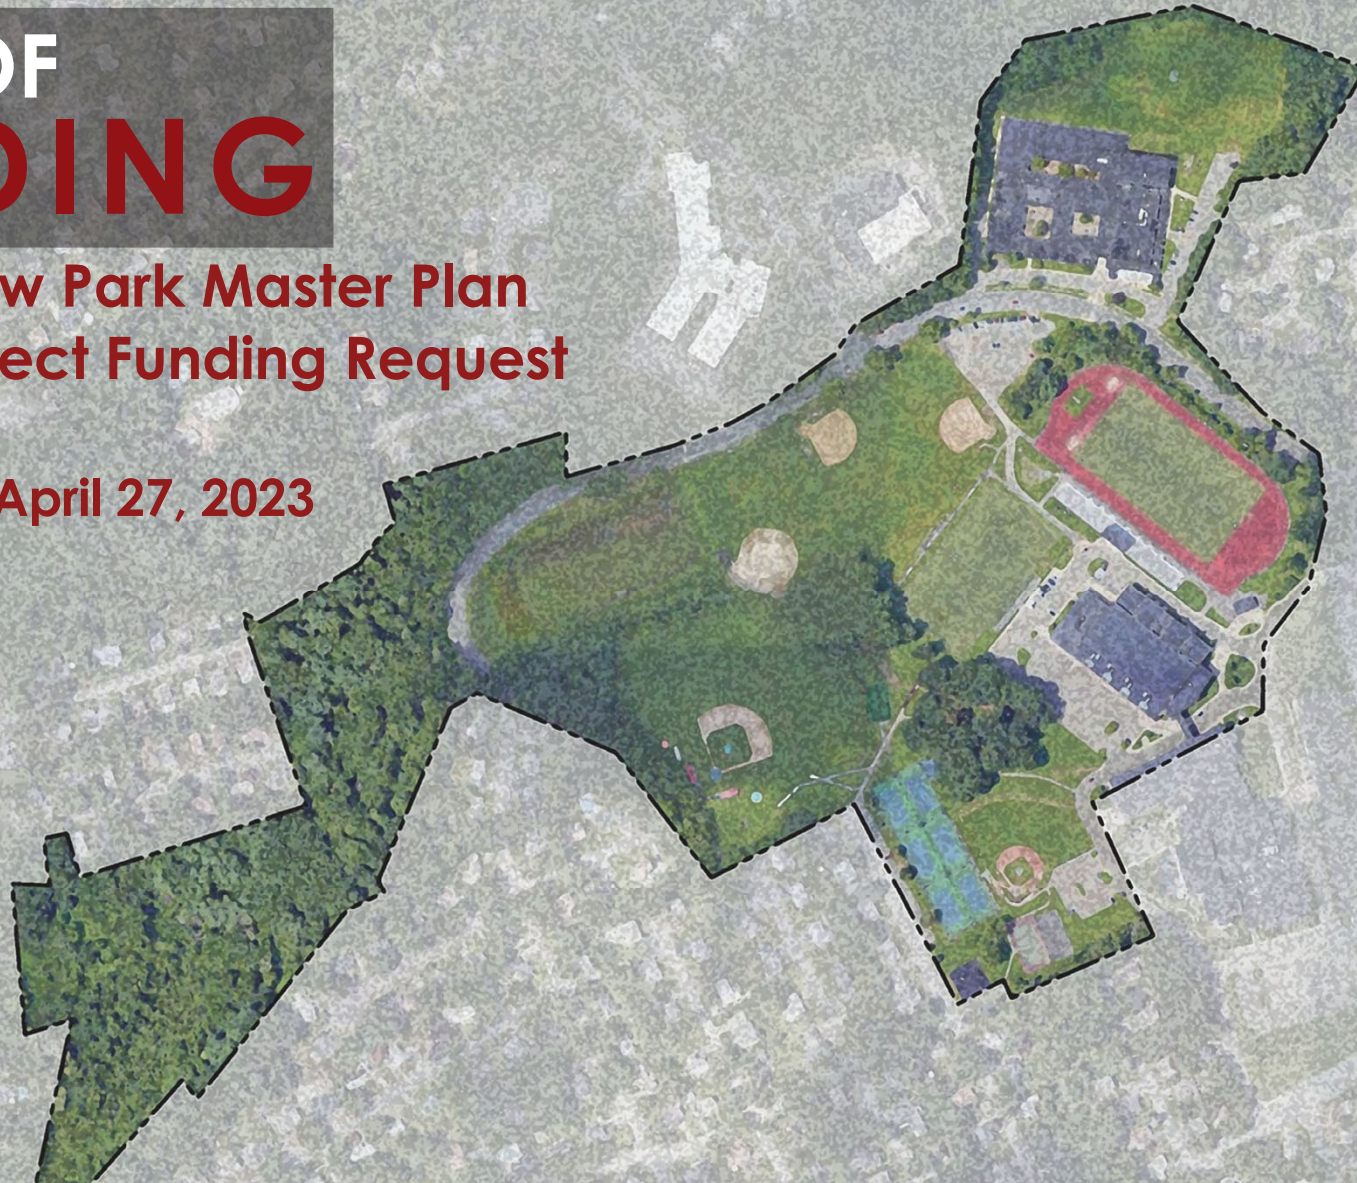 OF
DING
w Park Master Plan
ect Funding Request
April 27, 2023